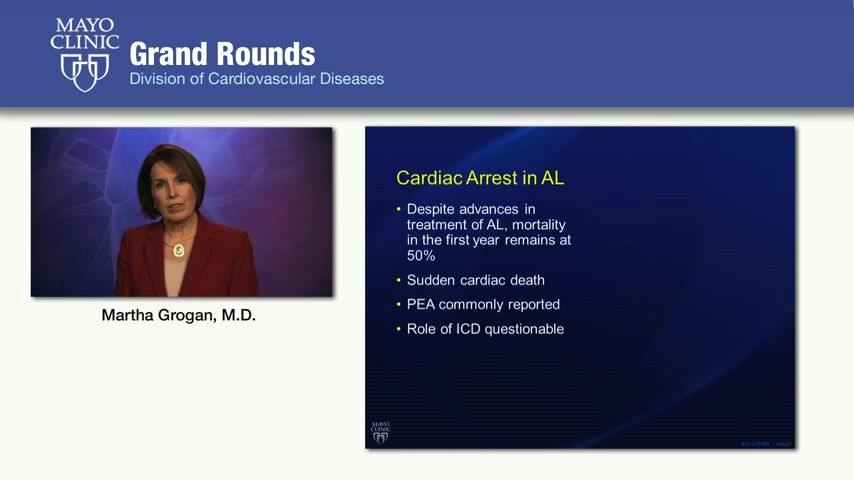 MAYO
CLINIC
Grand Rounds
Division of Cardiovascular Diseases
Martha Grogan, M.D.
Cardiac Arrest in AL
• Despite advances in
treatment of AL, mortality
in the first year remains at
50%
• Sudden cardiac death
• PEA commonly reported
• Role of ICD questionable
MAYO
CLINIC